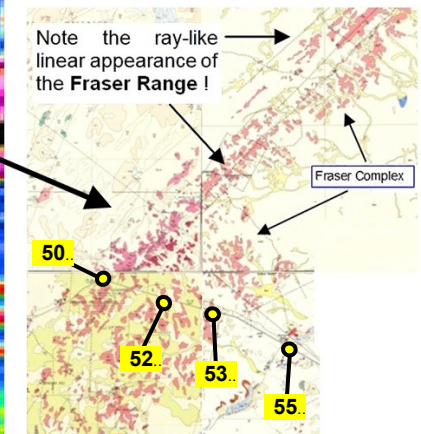 Note the ray-like
linear appearance of
the Fraser Range !
Fraser Complex
50..
52..
53..
55..